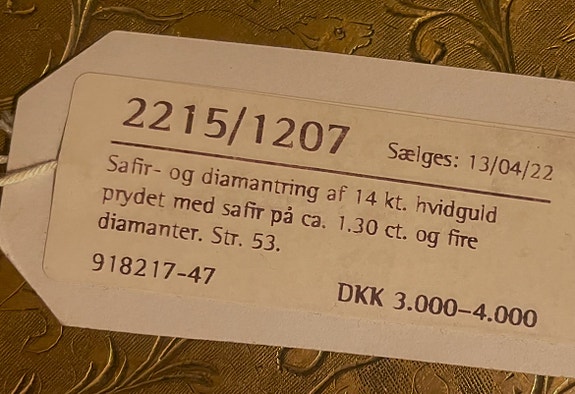 2215/1207 Sælges: 13/04/22
Safir- og diamantring af 14 kt. hvidguld
prydet med safir på ca. 1.30 ct. og fire
diamanter. Str. 53.
918217-47 DKK 3.000–4.000